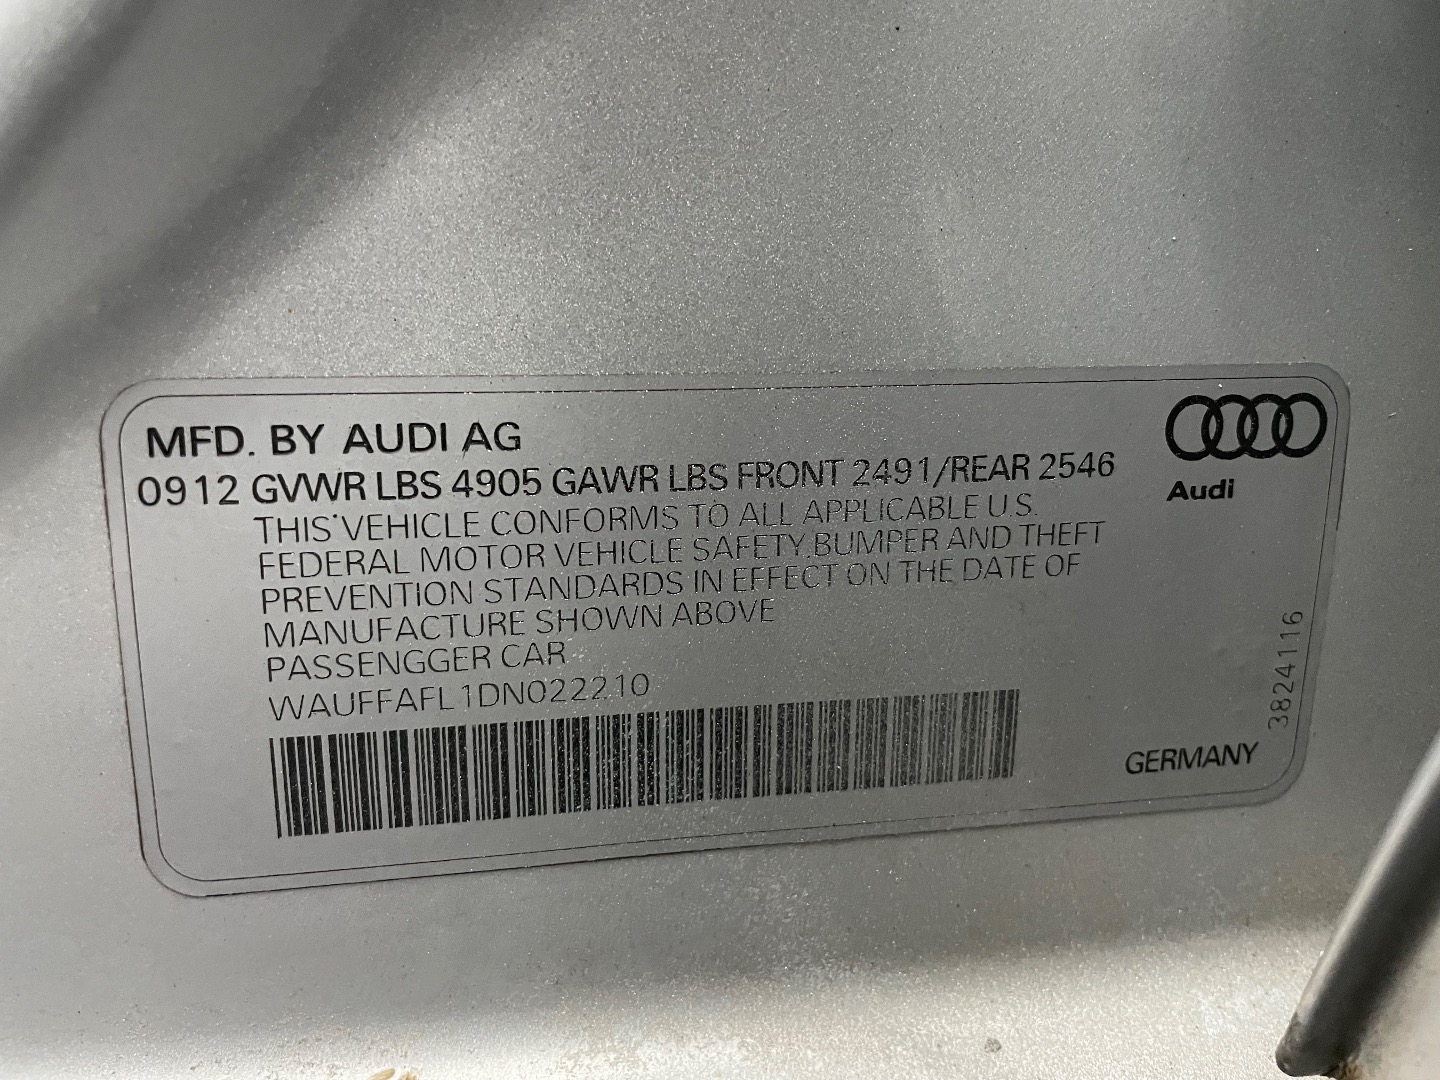 MFD. BY AUDI AG
0912 GVWR LBS 4905 GAWR LBS FRONT 2491/REAR 2546
Audi
THIS VEHICLE CONFORMS TO ALL APPLICABLE U.S.
FEDERAL MOTOR VEHICLE SAFETY BUMPER AND THEFT
PREVENTION STANDARDS IN EFFECT ON THE DATE OF
MANUFACTURE SHOWN ABOVE
PASSENGGER CAR
WAUFFAFL1DN022210
GERMANY
3824116